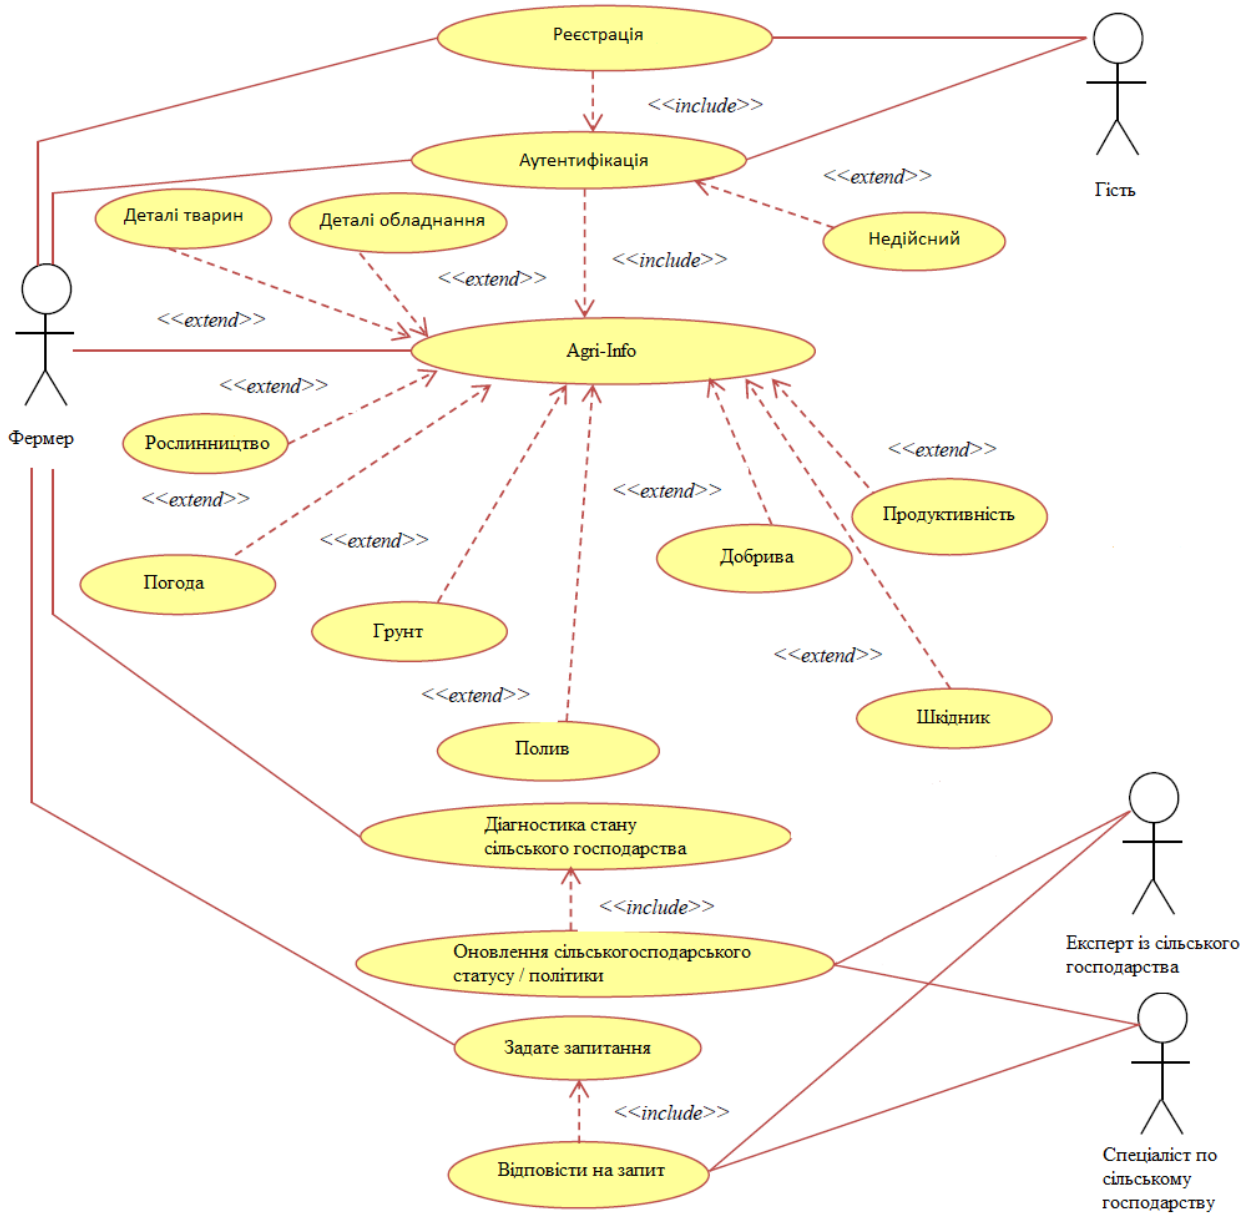 Реєстрація
<<include>>
Аутентифікація
<<extend>>
Гість
Деталі тварин
Деталі обладнання
Недійсний
<<include>>
<<extend>>
<<extend>>
Agri-Info
<<extend>>
Фермер
Рослинництво
<<extend>>
<<extend>>
<<extend>>
Продуктивність
<<extend>>
Добрива
Погода
Грунт
<<extend>>
<<extend>>
Шкідник
Полив
Діагностика стану
сільського господарства
<<include>>
Експерт із сільського
господарства
Оновлення сільськогосподарського
статусу / політики
Задате запитання
<<include>>
Відповісти на запит
Спеціаліст по
сільському
господарству